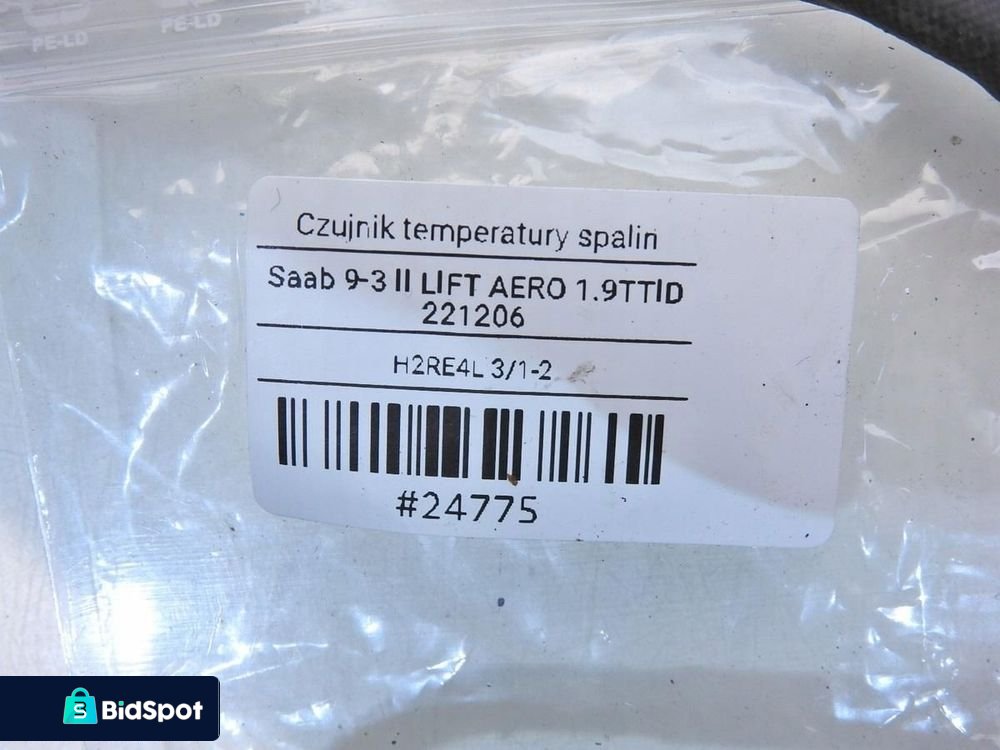 PE-LD
PE-LD
Czujnik temperatury spalin
Saab 9-3 II LIFT AERO 1.9TTID
221206
H2RE4L 3/1-2
#24775
BidSpot